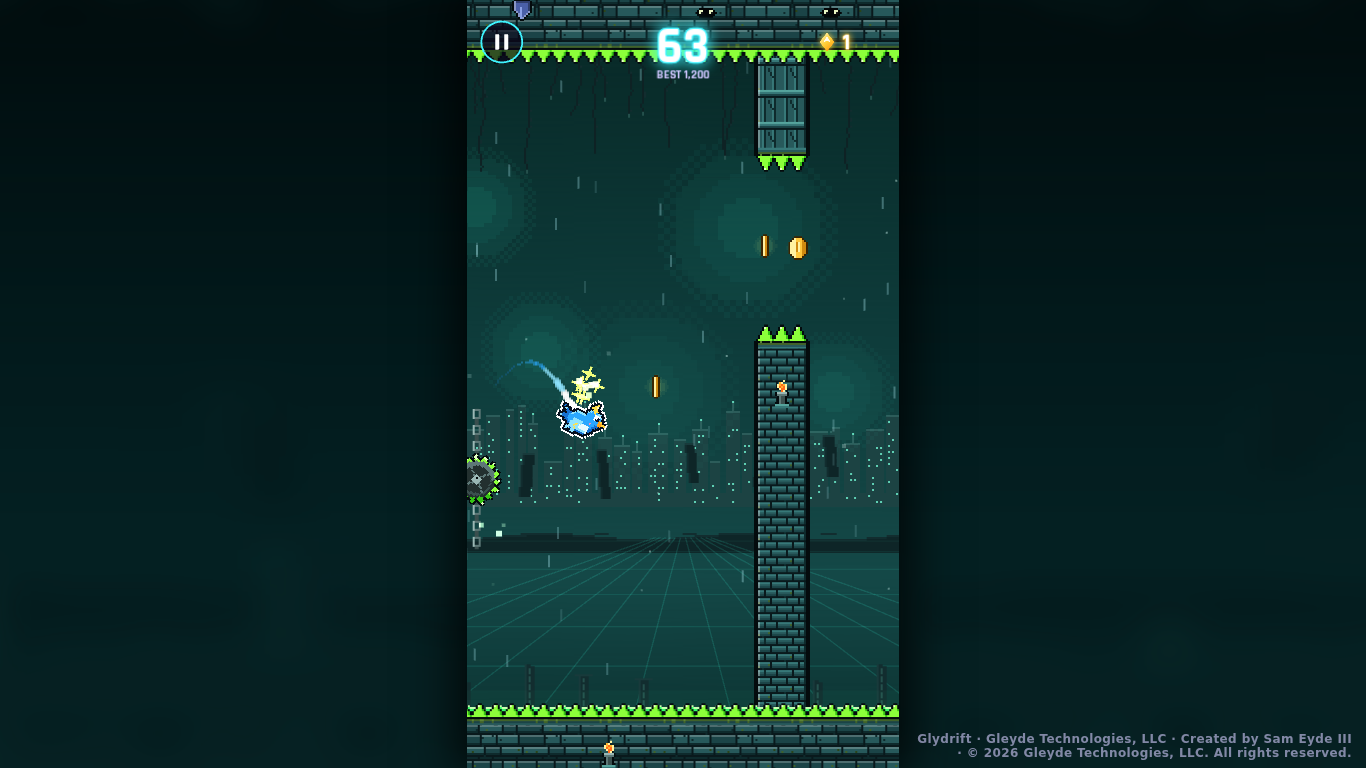 63
1
BEST 1,200
Glydrift · Gleyde Technologies, LLC · Created by Sam Eyde III
· © 2026 Gleyde Technologies, LLC. All rights reserved.